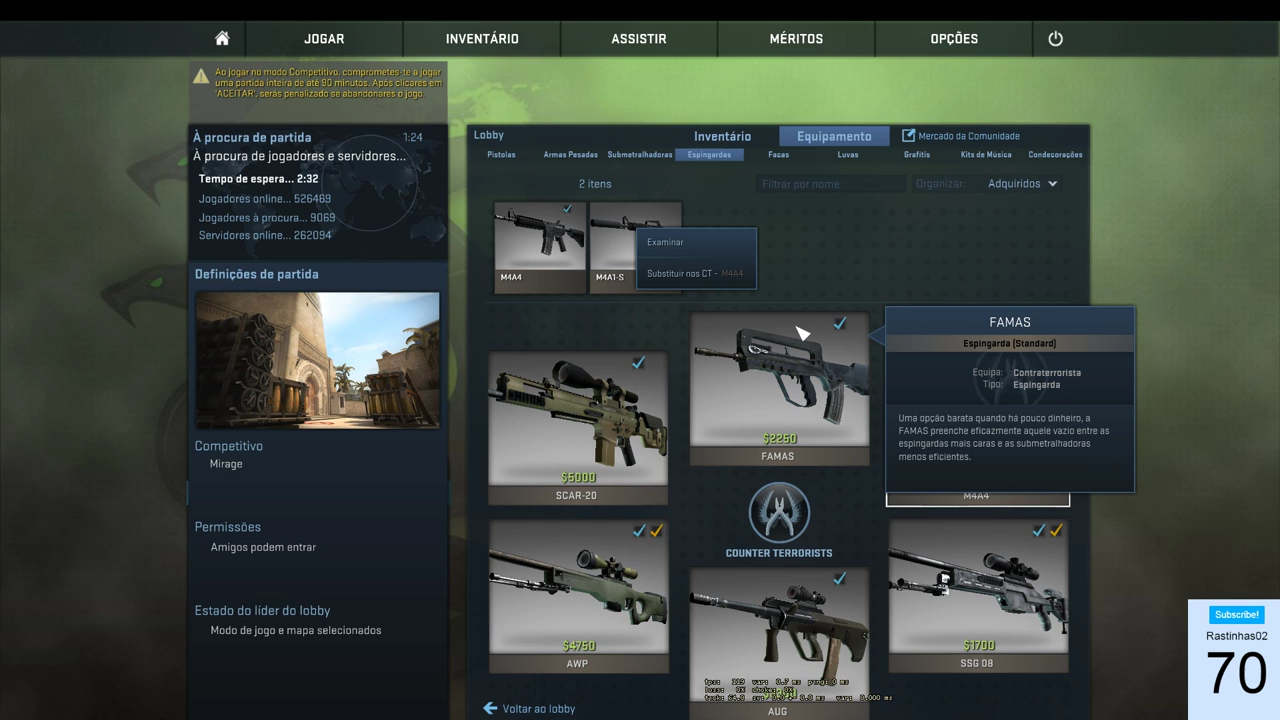 JOGAR
INVENTÁRIO
ASSISTIR
MÉRITOS
OPÇÕES
Ao jogar no modo Competitivo, comprometes-te a jogar
uma partida inteira de até 90 minutos. Após clicares em
'ACEITAR', serás penalizado se abandonares o jogo.
À procura de partida 1:24
À procura de jogadores e servidores...
Tempo de espera... 2:32
Jogadores online... 526469
Jogadores à procura... 9069
Servidores online... 262094
Definições de partida
Competitivo
Mirage
Permissões
Amigos podem entrar
Estado do líder do lobby
Modo de jogo e mapa selecionados
Lobby
Inventário
Equipamento
Mercado da Comunidade
Pistolas
Armas Pesadas
Submetralhadoras
Espingardas
Facas
Luvas
Grafitis
Kits de Música
Condecorações
2 itens
Filtrar por nome
Organizar:
Adquiridos
M4A4
M4A1-S
Examinar
Substituir nos CT - M4A4
$5000
SCAR-20
$2250
FAMAS
FAMAS
Espingarda (Standard)
Equipa: Contraterrorista
Tipo: Espingarda
Uma opção barata quando há pouco dinheiro, a
FAMAS preenche eficazmente aquele vazio entre as
espingardas mais caras e as submetralhadoras
menos eficientes.
M4A4
COUNTER TERRORISTS
$4750
AWP
AUG
$1700
SSG 08
Voltar ao lobby
Subscribe!
Rastinhas02
70